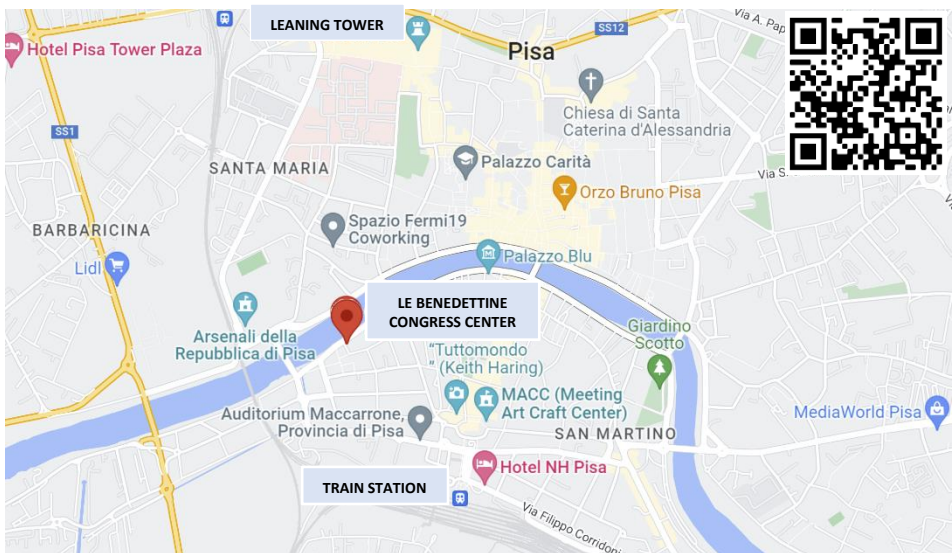 LEANING TOWER
SS12
Via A. Pap
Hotel Pisa Tower Plaza
Pisa
Chiesa di Santa
Caterina d'Alessandria
SS1
SANTA MARIA
Palazzo Carità
Via S.
Orzo Bruno Pisa
BARBARICINA
Spazio Fermi19
Coworking
Lidl
Palazzo Blu
LE BENEDETTINE
CONGRESS CENTER
Arsenali della
Repubblica di Pisa
Giardino
Scotto
"Tuttomondo
" (Keith Haring)
MACC (Meeting
Art Craft Center)
Auditorium Maccarrone,
Provincia di Pisa
MediaWorld Pisa
SAN MARTINO
Hotel NH Pisa
TRAIN STATION
Via Filippo Corridoni